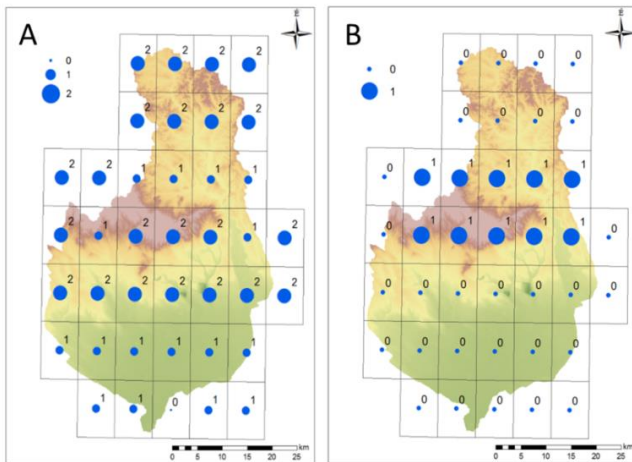 A
0
1
2
2 2 2 2
2 2 2 2
2 2 1 1 1 1
2 1 2 2 2 1 2
2 2 2 2 2 2 2
1 1 1 1 1 1
1 1 0 1 1
km
0 5 10 15 20 25
B
0
1
0 0 0 0
0 0 0 0
0 1 1 1 1 1
0 1 1 1 1 1 0
0 0 0 0 0 0 0
0 0 0 0 0 0
0 0 0 0 0
km
0 5 10 15 20 25